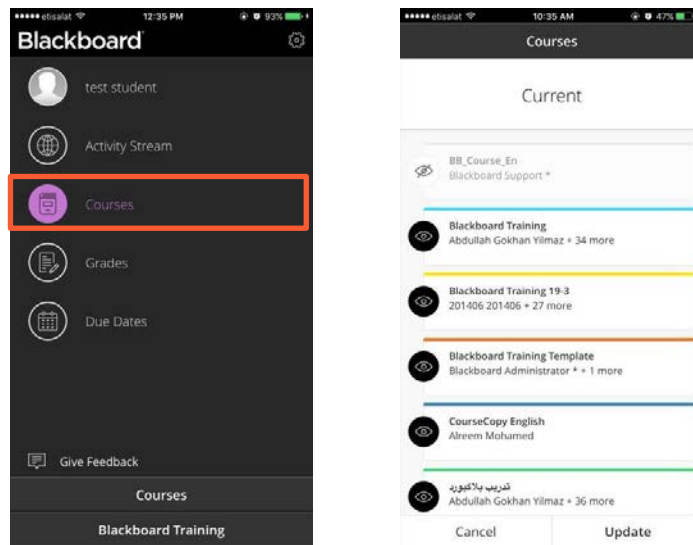 etisalat 12:35 PM 93%
Blackboard
test student
Activity Stream
Courses
Grades
Due Dates
Give Feedback
Courses
Blackboard Training
etisalat 10:35 AM 47%
Courses
Current
BB_Course_En
Blackboard Support *
Blackboard Training
Abdullah Gokhan Yilmaz + 34 more
Blackboard Training 19-3
201406 201406 + 27 more
Blackboard Training Template
Blackboard Administrator * + 1 more
CourseCopy English
Alreem Mohamed
تدريب بلاكبورد
Abdullah Gokhan Yilmaz + 36 more
Cancel Update